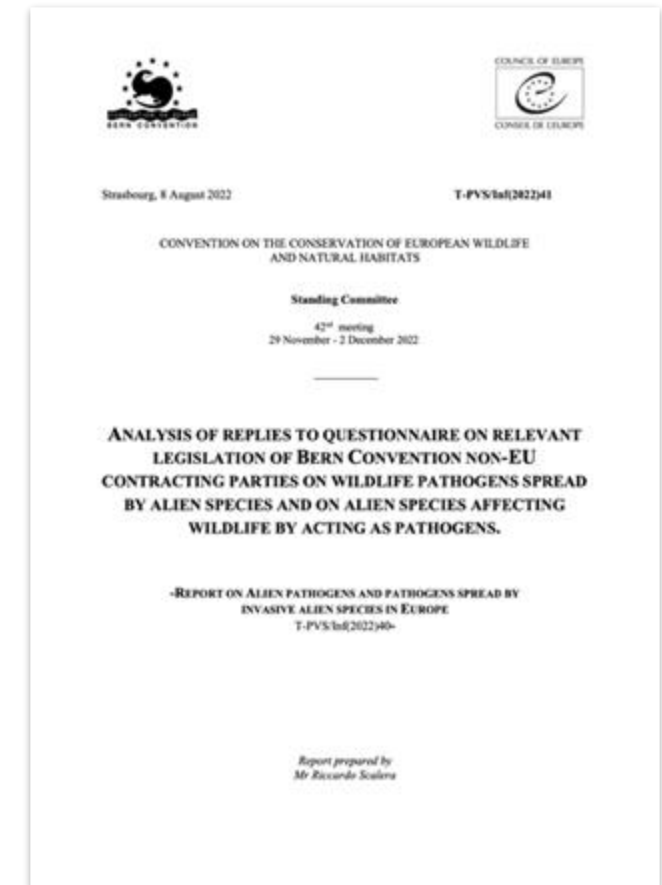 COUNCIL OF EUROPE
BERN CONVENTION
CONSEIL DE L'EUROPE
Strasbourg, 8 August 2022 T-PVS/Inf(2022)41
CONVENTION ON THE CONSERVATION OF EUROPEAN WILDLIFE
AND NATURAL HABITATS
Standing Committee
42nd meeting
29 November - 2 December 2022
ANALYSIS OF REPLIES TO QUESTIONNAIRE ON RELEVANT
LEGISLATION OF BERN CONVENTION NON-EU
CONTRACTING PARTIES ON WILDLIFE PATHOGENS SPREAD
BY ALIEN SPECIES AND ON ALIEN SPECIES AFFECTING
WILDLIFE BY ACTING AS PATHOGENS.
-REPORT ON ALIEN PATHOGENS AND PATHOGENS SPREAD BY
INVASIVE ALIEN SPECIES IN EUROPE
T-PVS/Inf(2022)40-
Report prepared by
Mr Riccardo Scalera